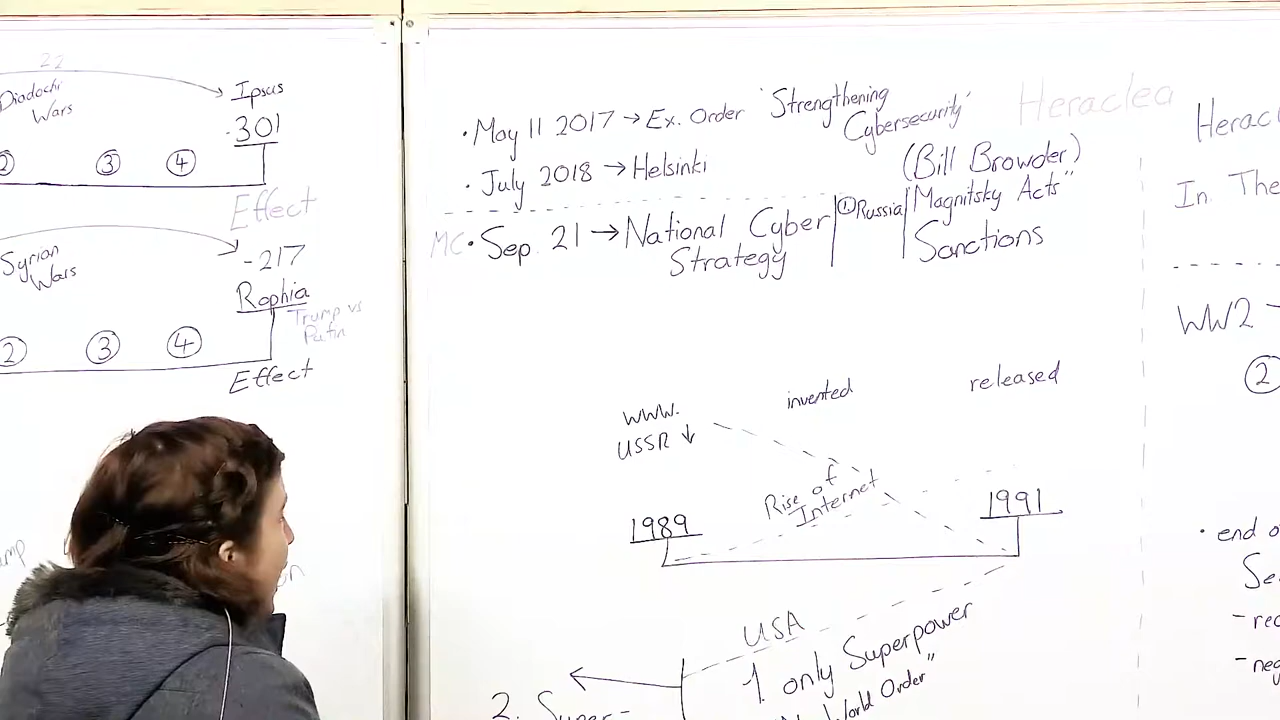 22
Diadochi
Wars
Ipsus
-301
② ③ ④
Effect
Syrian
Wars
-217
Raphia
Trump vs
Putin
② ③ ④
Effect
• May 11 2017 → Ex. Order 'Strengthening
Cybersecurity'
• July 2018 → Helsinki
(Bill Browder)
MC • Sep. 21 → National Cyber
Strategy
① Russia
Magnitsky Acts"
Sanctions
Heraclea
www.
USSR ↓
invented
released
Rise of
Internet
1989
1991
USA
1 only Superpower
World Order"
2. Super-
Herac
In The
WW2 -
②
• end o
Se
- rec
- neg